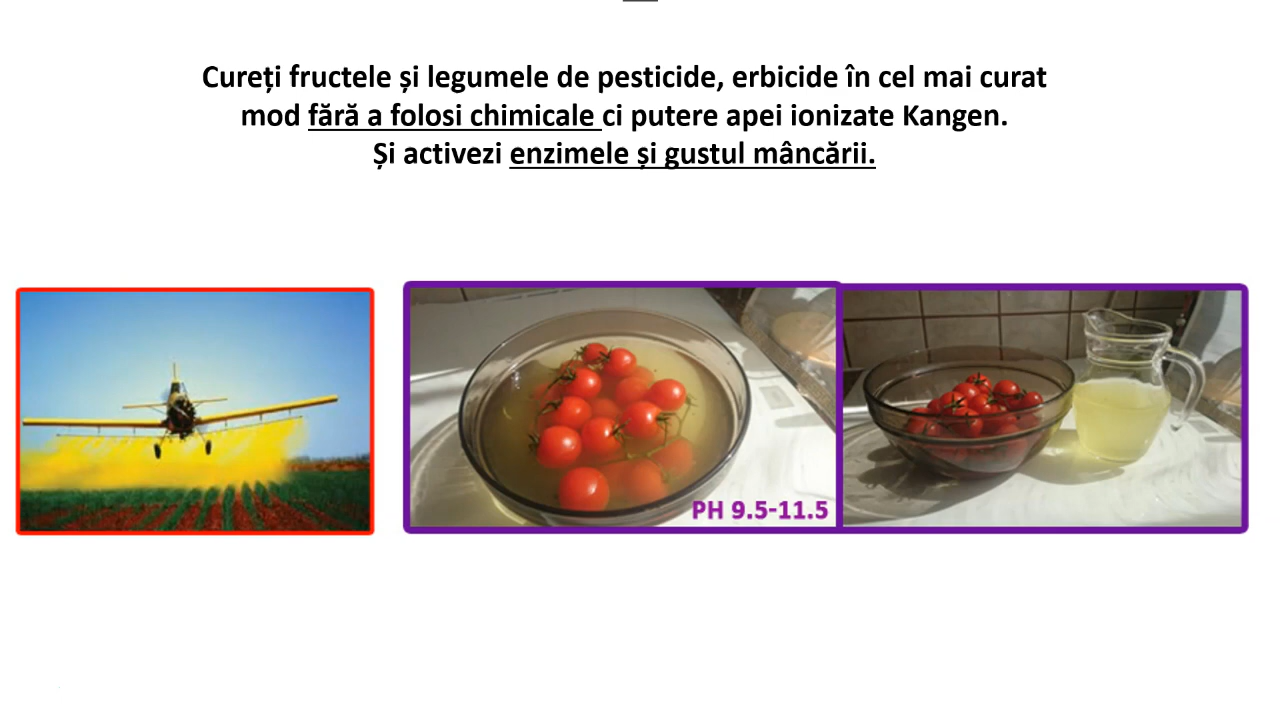 Cureți fructele și legumele de pesticide, erbicide în cel mai curat
mod fără a folosi chimicale ci putere apei ionizate Kangen.
Și activezi enzimele și gustul mâncării.
PH 9.5-11.5